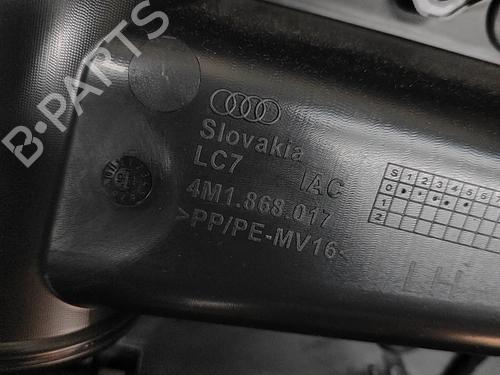 B·PARTS
Slovakia
LC7
IAC
4M1.868.017
>PP/PE-MV16<
S 1 2 3 4 5 6 7
0
1
2
LH